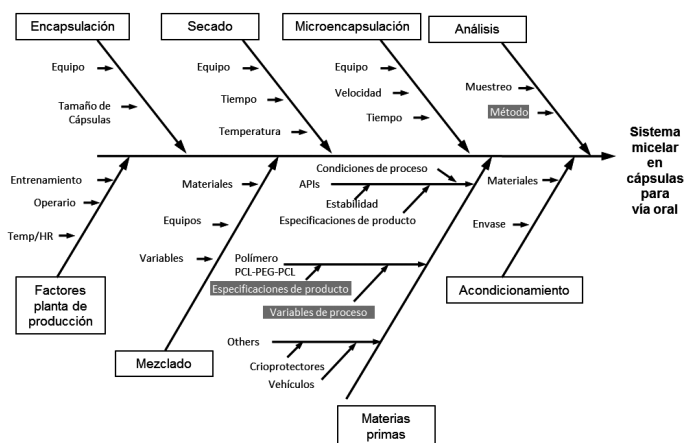 Encapsulación
Secado
Microencapsulación
Análisis
Equipo
Tamaño de
Cápsulas
Equipo
Tiempo
Temperatura
Equipo
Velocidad
Tiempo
Muestreo
Método
Sistema
micelar
en
cápsulas
para
vía oral
Entrenamiento
Operario
Temp/HR
Factores
planta de
producción
Materiales
Equipos
Variables
Mezclado
Condiciones de proceso
APIs
Estabilidad
Especificaciones de producto
Polímero
PCL-PEG-PCL
Especificaciones de producto
Variables de proceso
Others
Crioprotectores
Vehículos
Materias
primas
Materiales
Envase
Acondicionamiento